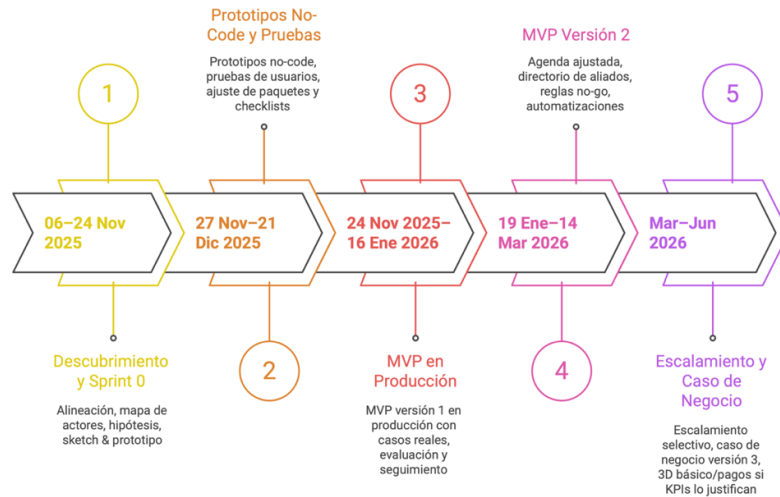 1
06–24 Nov
2025
Descubrimiento
y Sprint 0
Alineación, mapa de
actores, hipótesis,
sketch & prototipo
Prototipos No-
Code y Pruebas
Prototipos no-code,
pruebas de usuarios,
ajuste de paquetes y
checklists
27 Nov–21
Dic 2025
2
3
24 Nov 2025–
16 Ene 2026
MVP en
Producción
MVP versión 1 en
producción con
casos reales,
evaluación y
seguimiento
MVP Versión 2
Agenda ajustada,
directorio de aliados,
reglas no-go,
automatizaciones
19 Ene–14
Mar 2026
4
5
Mar–Jun
2026
Escalamiento y
Caso de
Negocio
Escalamiento
selectivo, caso de
negocio versión 3,
3D básico/pagos si
KPIs lo justifican